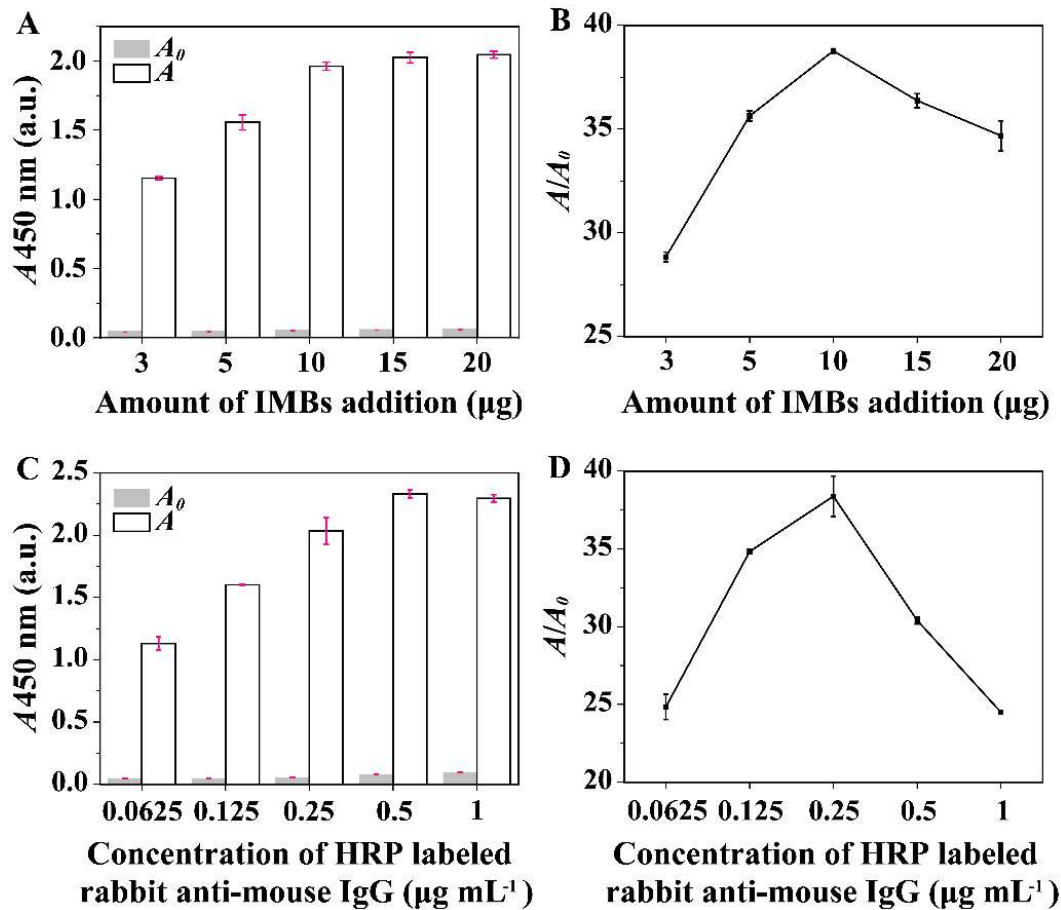 A
A₀
A
A450 nm (a.u.)
2.0
1.5
1.0
0.5
0.0
3 5 10 15 20
Amount of IMBs addition (μg)
B
A/A₀
40
35
30
25
3 5 10 15 20
Amount of IMBs addition (μg)
C
A₀
A
A450 nm (a.u.)
2.5
2.0
1.5
1.0
0.5
0.0
0.0625 0.125 0.25 0.5 1
Concentration of HRP labeled
rabbit anti-mouse IgG (μg mL⁻¹)
D
A/A₀
40
35
30
25
20
0.0625 0.125 0.25 0.5 1
Concentration of HRP labeled
rabbit anti-mouse IgG (μg mL⁻¹)